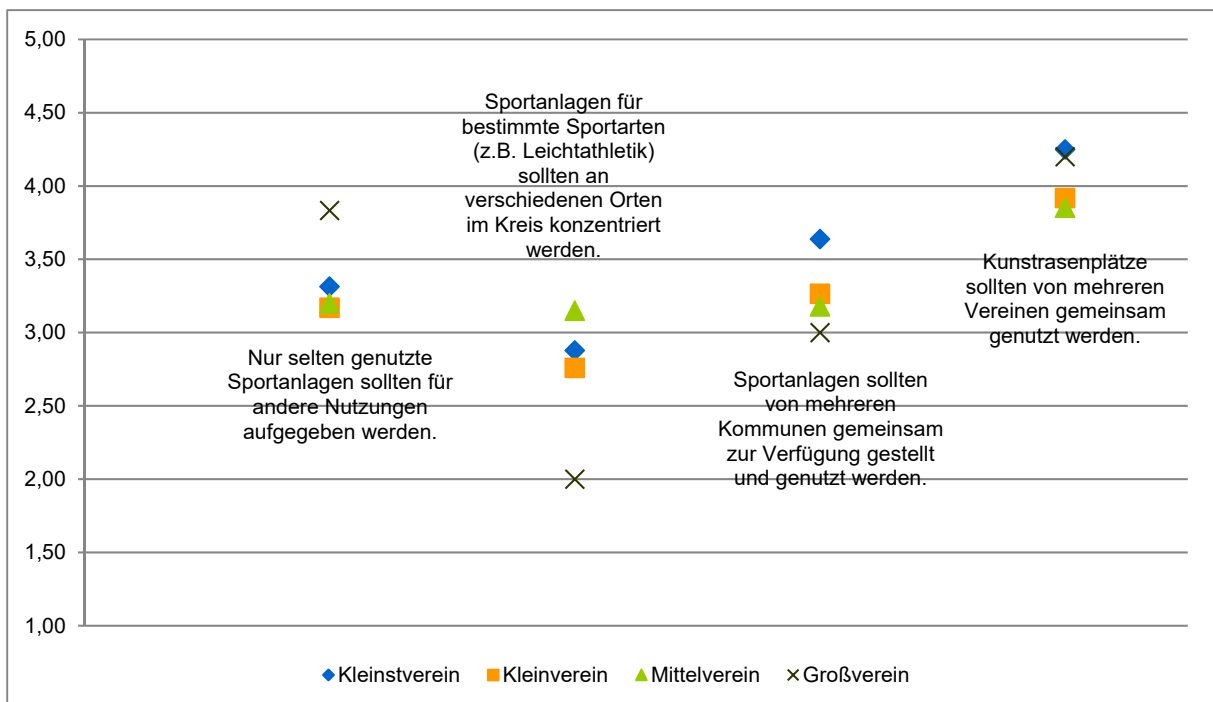 5,00
4,50
4,00
3,50
3,00
2,50
2,00
1,50
1,00
Nur selten genutzte
Sportanlagen sollten für
andere Nutzungen
aufgegeben werden.
Sportanlagen für
bestimmte Sportarten
(z.B. Leichtathletik)
sollten an
verschiedenen Orten
im Kreis konzentriert
werden.
Sportanlagen sollten
von mehreren
Kommunen gemeinsam
zur Verfügung gestellt
und genutzt werden.
Kunstrasenplätze
sollten von mehreren
Vereinen gemeinsam
genutzt werden.
Kleinstverein Kleinverein Mittelverein Großverein